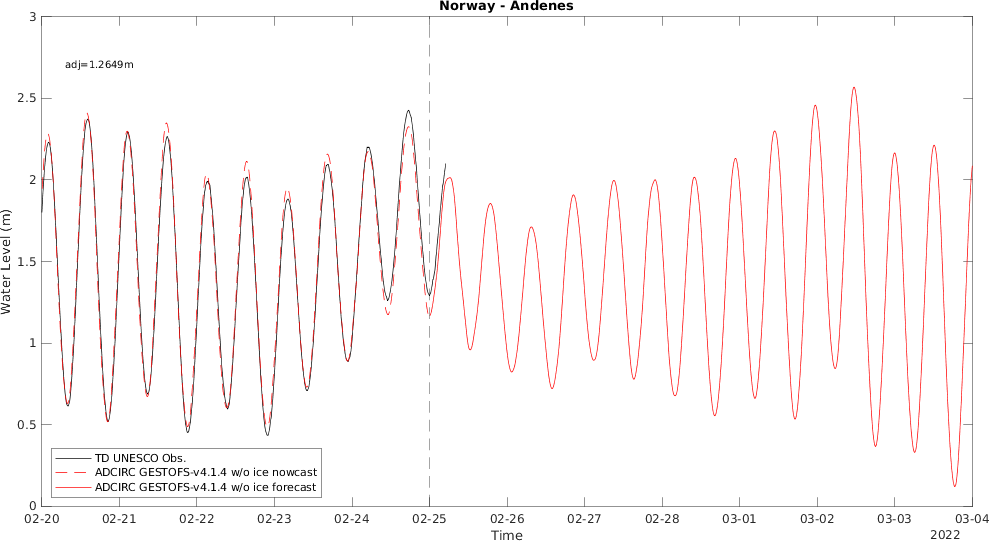 Norway - Andenes
3
2.5
2
1.5
1
0.5
0
Water Level (m)
adj=1.2649m
TD UNESCO Obs.
ADCIRC GESTOFS-v4.1.4 w/o ice nowcast
ADCIRC GESTOFS-v4.1.4 w/o ice forecast
02-20 02-21 02-22 02-23 02-24 02-25 02-26 02-27 02-28 03-01 03-02 03-03 03-04
Time
2022